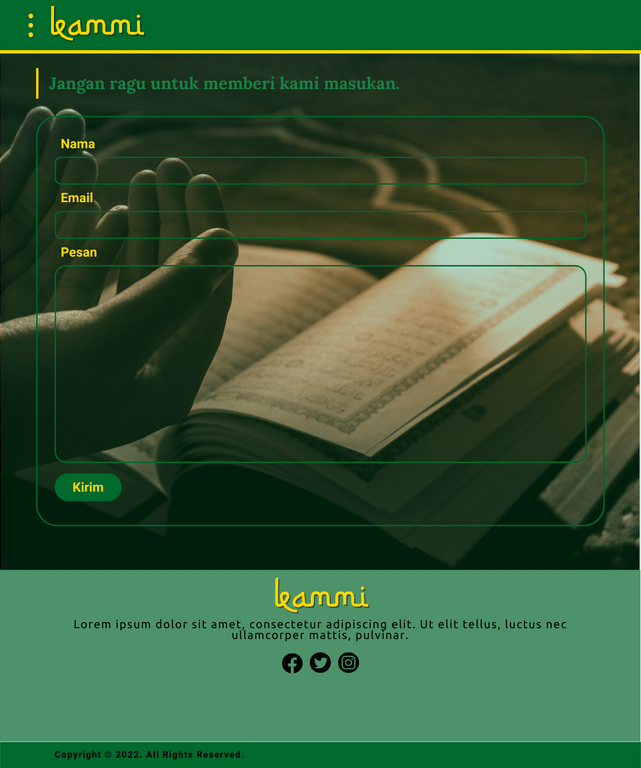 kammi
Jangan ragu untuk memberi kami masukan.
Nama
Email
Pesan
Kirim
kammi
Lorem ipsum dolor sit amet, consectetur adipiscing elit. Ut elit tellus, luctus nec
ullamcorper mattis, pulvinar.
Copyright © 2022. All Rights Reserved.